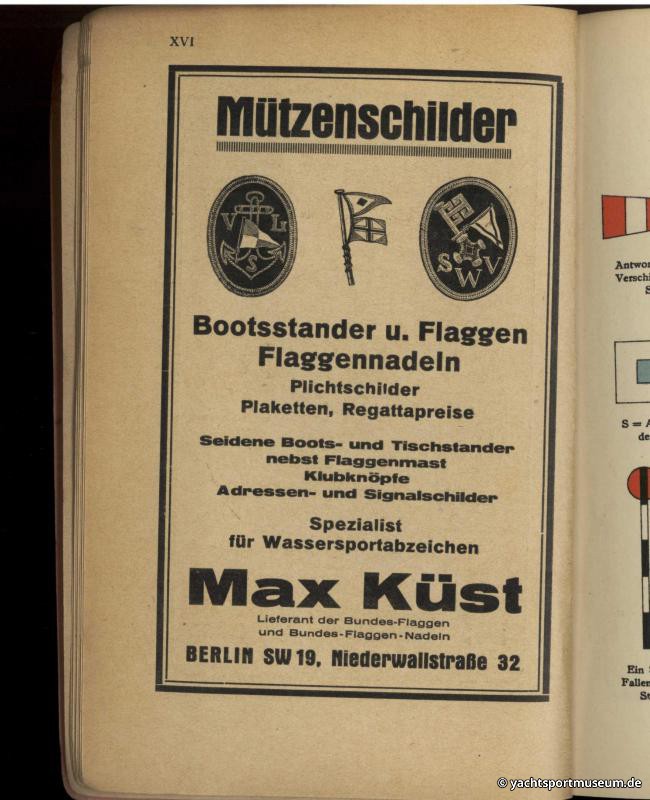 XVI
Mützenschilder
V Li
S
S W V
Bootsstander u. Flaggen
Flaggennadeln
Plichtschilder
Plaketten, Regattapreise
Seidene Boots- und Tischstander
nebst Flaggenmast
Klubknöpfe
Adressen- und Signalschilder
Spezialist
für Wassersportabzeichen
Max Küst
Lieferant der Bundes-Flaggen
und Bundes-Flaggen-Nadeln
BERLIN SW 19, Niederwallstraße 32
Ein
© yachtsportmuseum.de